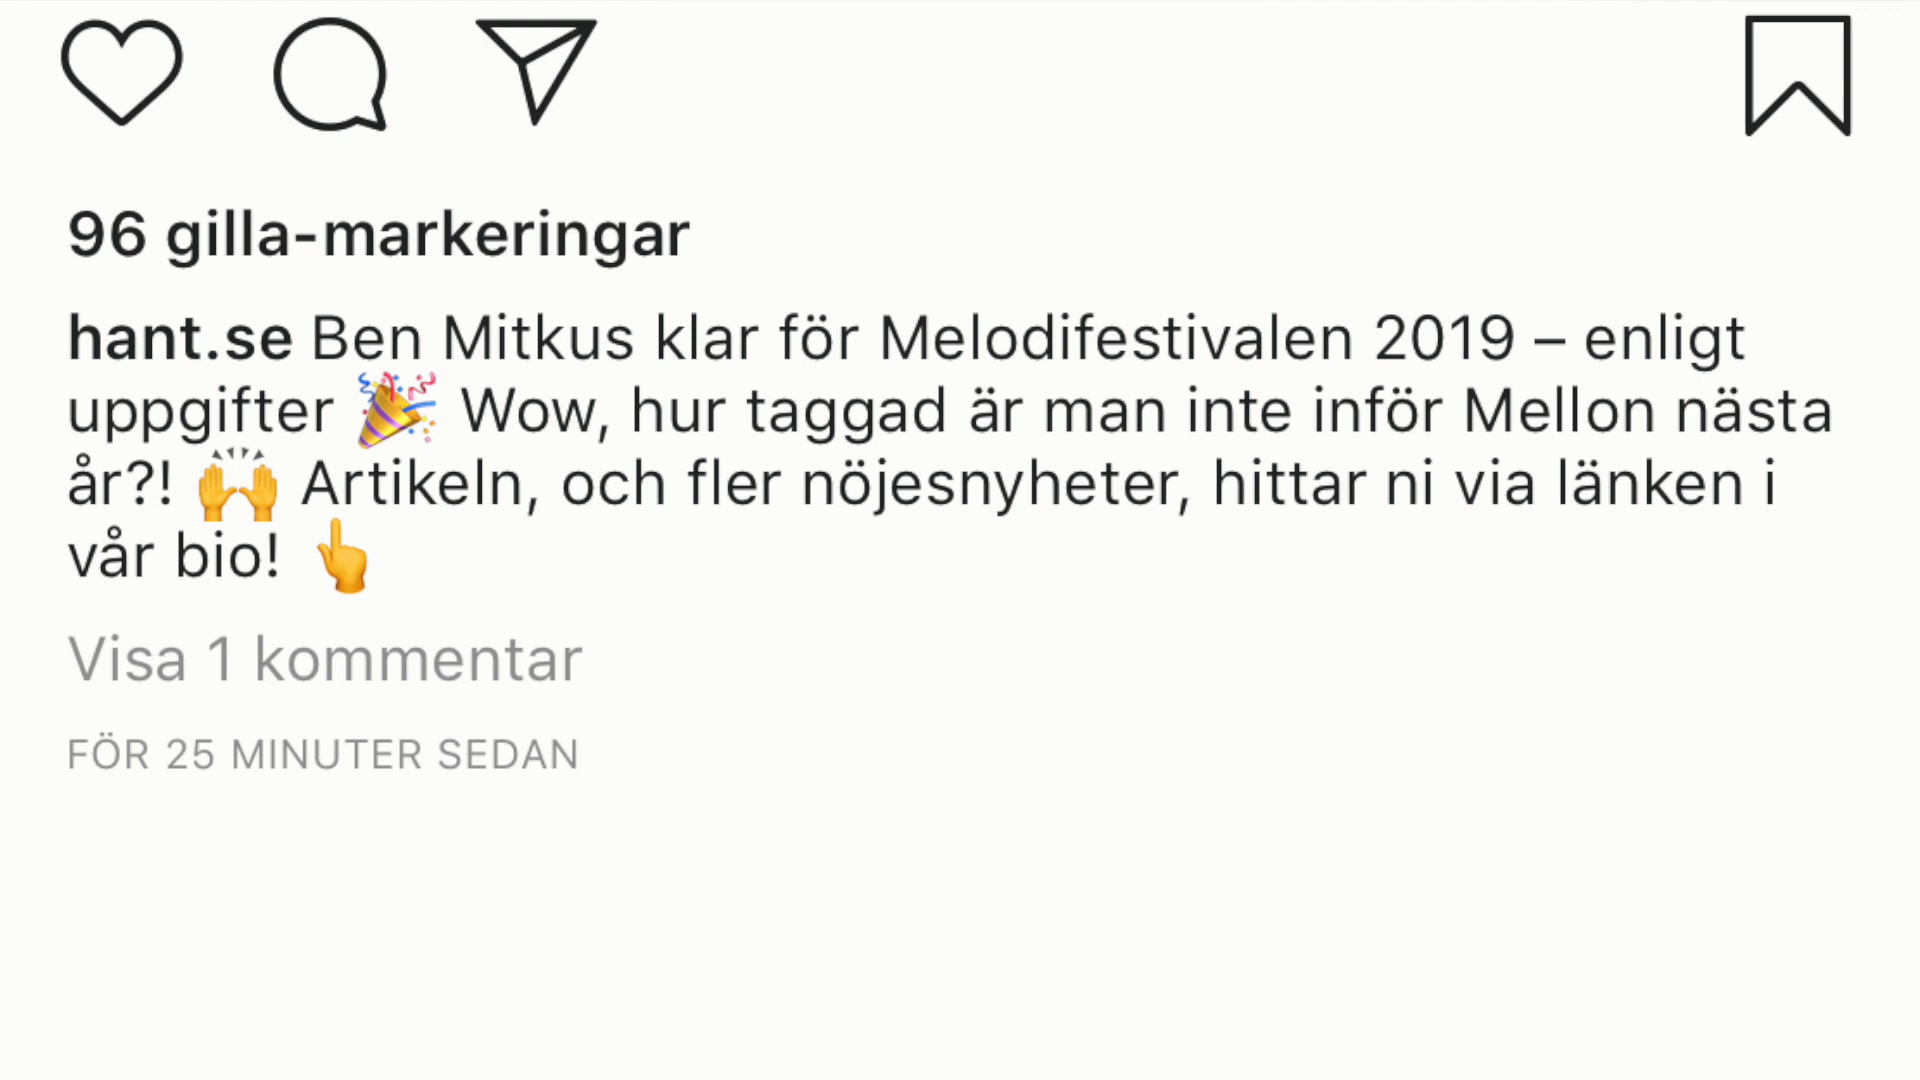 96 gilla-markeringar
hant.se Ben Mitkus klar för Melodifestivalen 2019 – enligt
uppgifter 🎉 Wow, hur taggad är man inte inför Mellon nästa
år?! 🙌 Artikeln, och fler nöjesnyheter, hittar ni via länken i
vår bio! 👆
Visa 1 kommentar
FÖR 25 MINUTER SEDAN